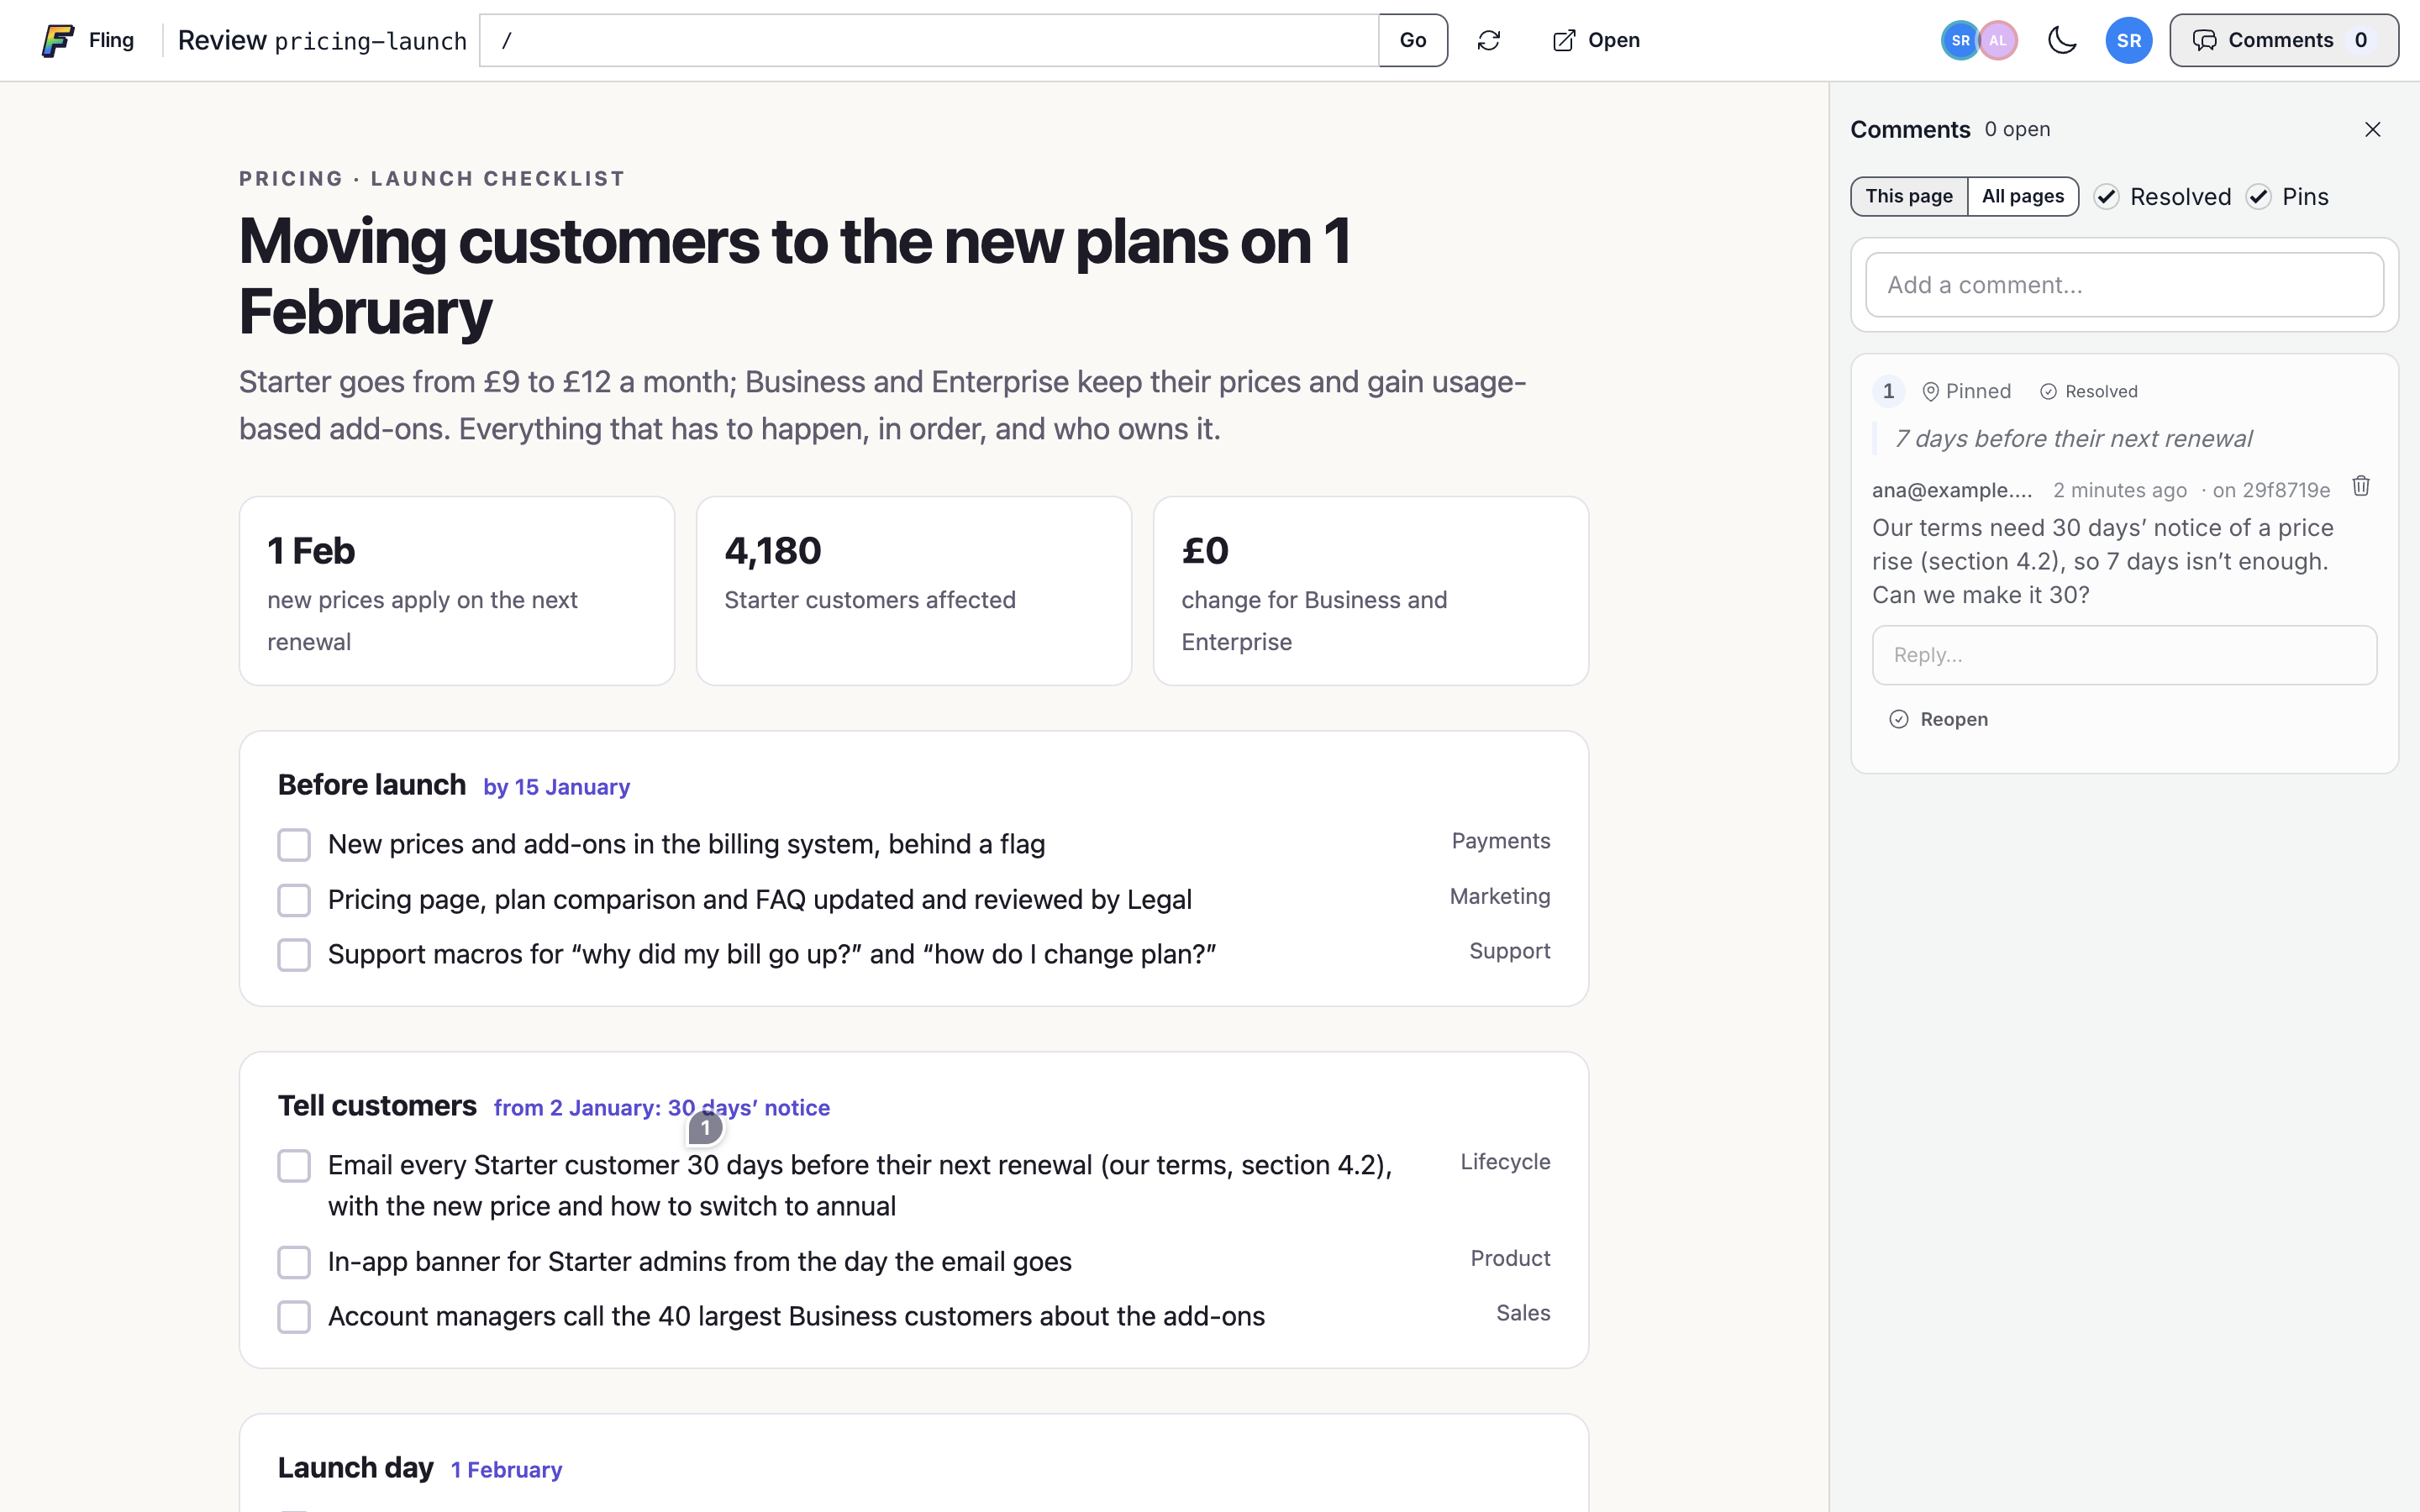 Fling
Review pricing-launch
/
Go
Open
SR
AL
SR
Comments 0
PRICING · LAUNCH CHECKLIST
Moving customers to the new plans on 1
February
Starter goes from £9 to £12 a month; Business and Enterprise keep their prices and gain usage-
based add-ons. Everything that has to happen, in order, and who owns it.
1 Feb
new prices apply on the next
renewal
4,180
Starter customers affected
£0
change for Business and
Enterprise
Before launch by 15 January
New prices and add-ons in the billing system, behind a flag Payments
Pricing page, plan comparison and FAQ updated and reviewed by Legal Marketing
Support macros for “why did my bill go up?” and “how do I change plan?” Support
Tell customers from 2 January: 30 days’ notice
1
Email every Starter customer 30 days before their next renewal (our terms, section 4.2), Lifecycle
with the new price and how to switch to annual
In-app banner for Starter admins from the day the email goes Product
Account managers call the 40 largest Business customers about the add-ons Sales
Launch day 1 February
Comments 0 open
This page All pages Resolved Pins
Add a comment...
1 Pinned Resolved
7 days before their next renewal
ana@example.... 2 minutes ago · on 29f8719e
Our terms need 30 days’ notice of a price
rise (section 4.2), so 7 days isn’t enough.
Can we make it 30?
Reply...
Reopen